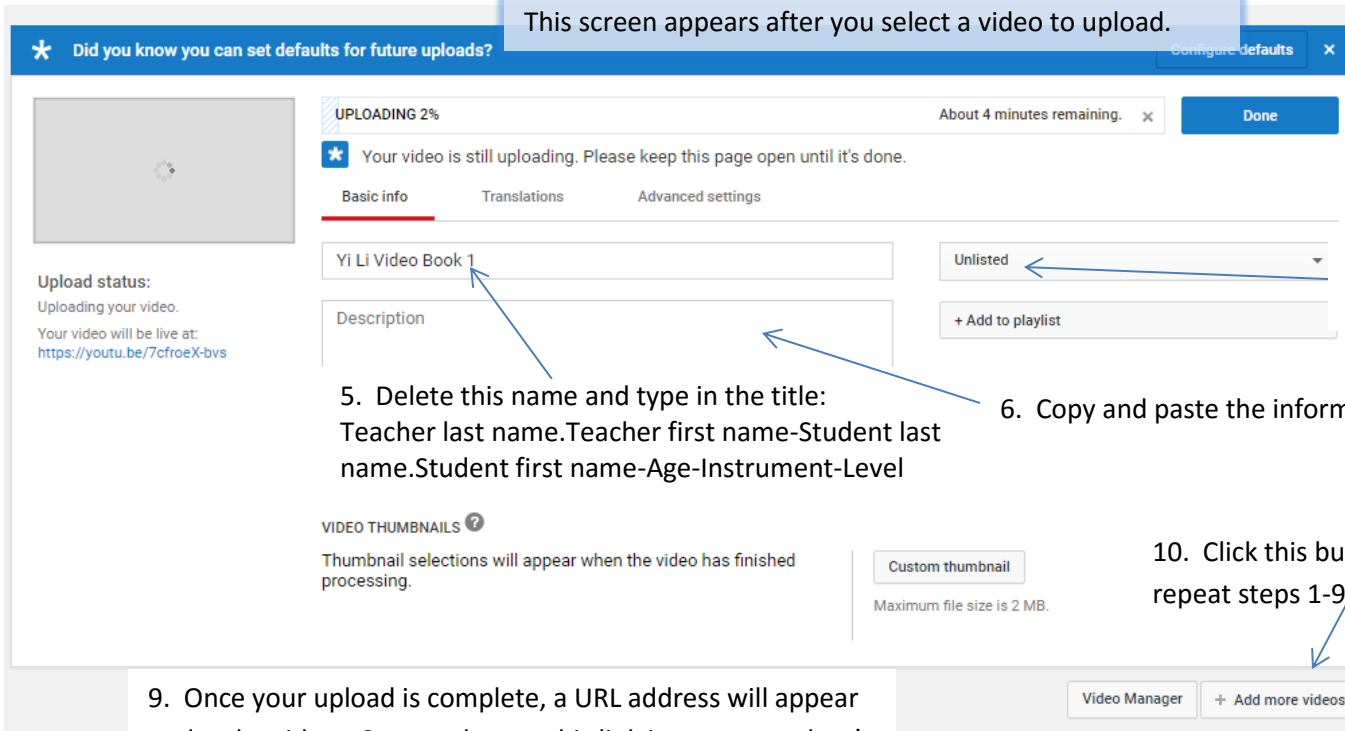 This screen appears after you select a video to upload.
Did you know you can set defaults for future uploads?
Configure defaults
UPLOADING 2%
About 4 minutes remaining.
Done
Your video is still uploading. Please keep this page open until it's done.
Basic info
Translations
Advanced settings
Yi Li Video Book 1
Unlisted
Upload status:
Uploading your video.
Your video will be live at:
https://youtu.be/7cfroeX-bvs
Description
+ Add to playlist
5. Delete this name and type in the title:
Teacher last name.Teacher first name-Student last
name.Student first name-Age-Instrument-Level
6. Copy and paste the inform
VIDEO THUMBNAILS
Thumbnail selections will appear when the video has finished
processing.
Custom thumbnail
Maximum file size is 2 MB.
10. Click this bu
repeat steps 1-9
9. Once your upload is complete, a URL address will appear
Video Manager
+ Add more videos